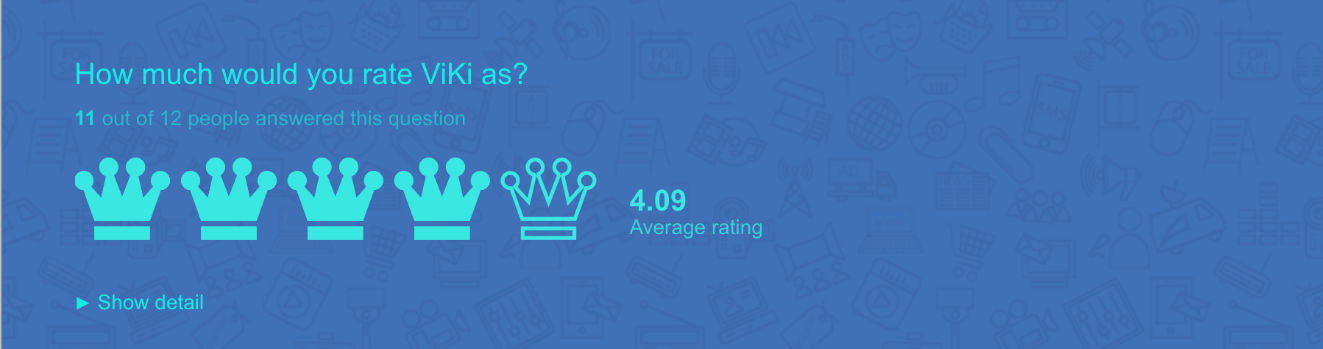 How much would you rate ViKi as?
11 out of 12 people answered this question
4.09
Average rating
► Show detail